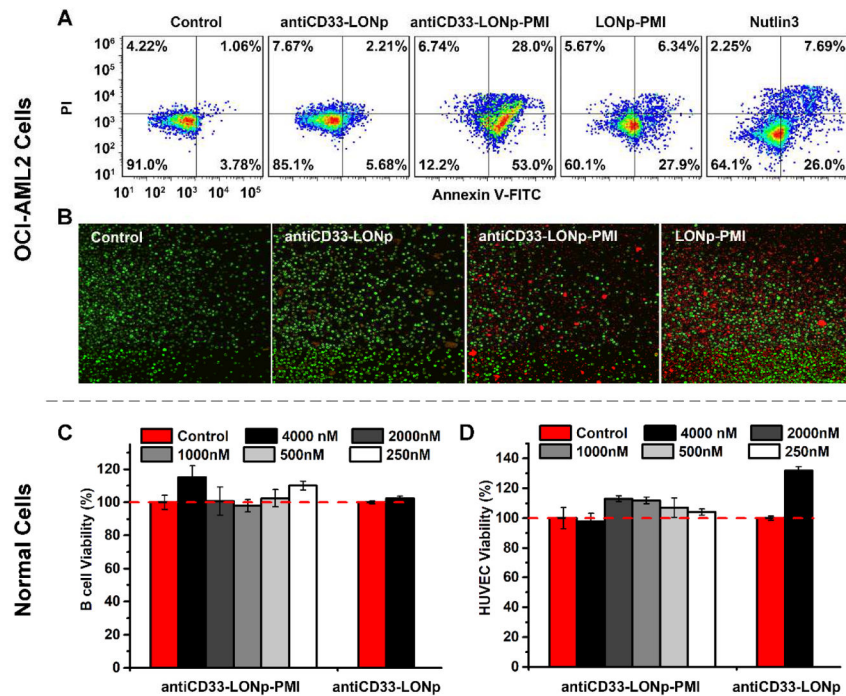 A
Control antiCD33-LONp antiCD33-LONp-PMI LONp-PMI Nutlin3
OCI-AML2 Cells
PI
10⁶
10⁵
10⁴
10³
10²
10¹
4.22% 1.06% 7.67% 2.21% 6.74% 28.0% 5.67% 6.34% 2.25% 7.69%
91.0% 3.78% 85.1% 5.68% 12.2% 53.0% 60.1% 27.9% 64.1% 26.0%
10¹ 10² 10³ 10⁴ 10⁵
Annexin V-FITC
B
Control antiCD33-LONp antiCD33-LONp-PMI LONp-PMI
Normal Cells
C
Control 4000 nM 2000nM
1000nM 500nM 250nM
B cell Viability (%)
120
100
80
60
40
20
0
antiCD33-LONp-PMI antiCD33-LONp
D
Control 4000 nM 2000nM
1000nM 500nM 250nM
HUVEC Viability (%)
140
120
100
80
60
40
20
0
antiCD33-LONp-PMI antiCD33-LONp